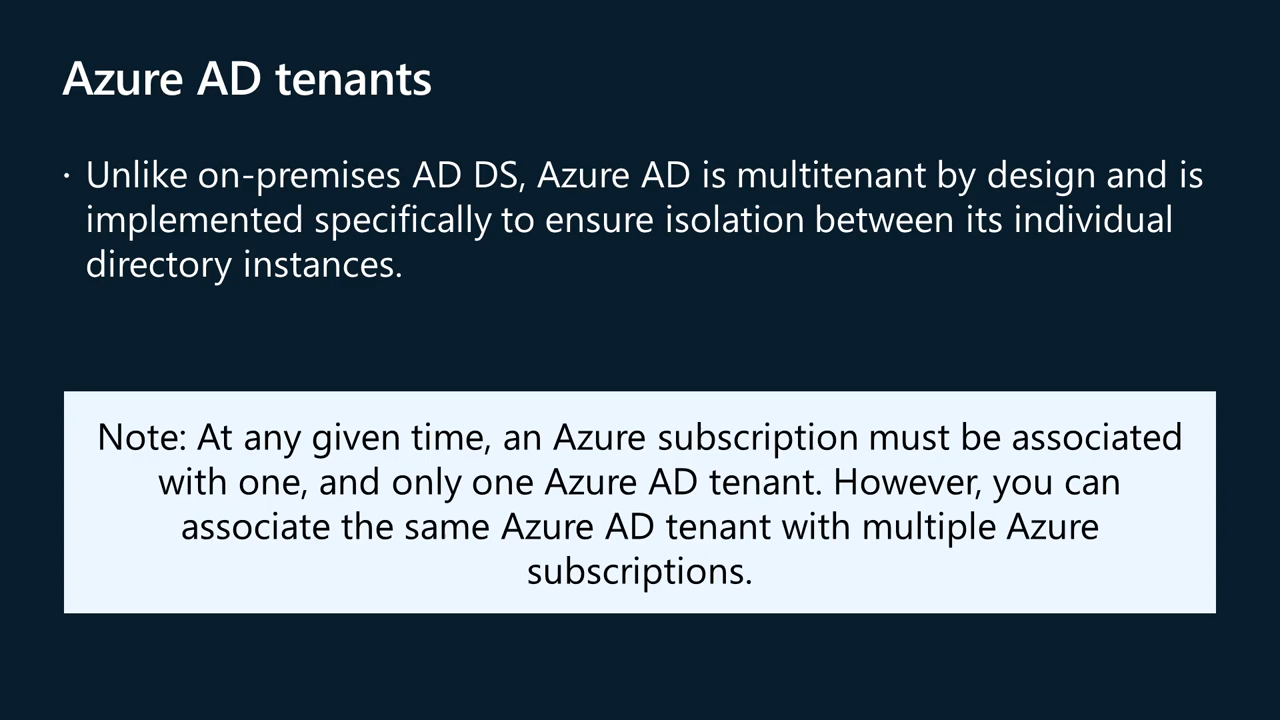 Azure AD tenants
· Unlike on-premises AD DS, Azure AD is multitenant by design and is
implemented specifically to ensure isolation between its individual
directory instances.
Note: At any given time, an Azure subscription must be associated
with one, and only one Azure AD tenant. However, you can
associate the same Azure AD tenant with multiple Azure
subscriptions.